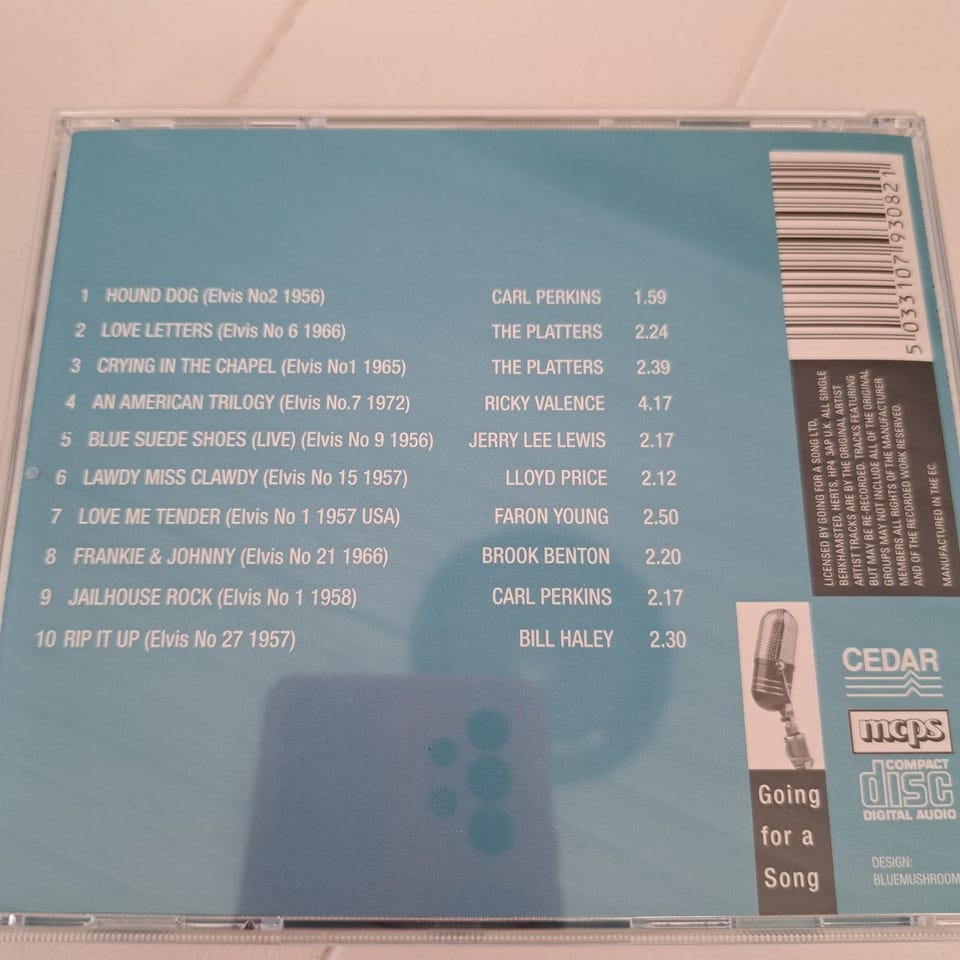 1 HOUND DOG (Elvis No2 1956) CARL PERKINS 1.59
2 LOVE LETTERS (Elvis No 6 1966) THE PLATTERS 2.24
3 CRYING IN THE CHAPEL (Elvis No1 1965) THE PLATTERS 2.39
4 AN AMERICAN TRILOGY (Elvis No.7 1972) RICKY VALENCE 4.17
5 BLUE SUEDE SHOES (LIVE) (Elvis No 9 1956) JERRY LEE LEWIS 2.17
6 LAWDY MISS CLAWDY (Elvis No 15 1957) LLOYD PRICE 2.12
7 LOVE ME TENDER (Elvis No 1 1957 USA) FARON YOUNG 2.50
8 FRANKIE & JOHNNY (Elvis No 21 1966) BROOK BENTON 2.20
9 JAILHOUSE ROCK (Elvis No 1 1958) CARL PERKINS 2.17
10 RIP IT UP (Elvis No 27 1957) BILL HALEY 2.30
5 033107 930821
LICENSED BY GOING FOR A SONG LTD,
BERKHAMSTED, HERTS, HP4 3AP U.K. ALL SINGLE
ARTIST TRACKS ARE BY THE ORIGINAL ARTIST
BUT MAY BE RE-RECORDED. TRACKS FEATURING
GROUPS MAY NOT INCLUDE ALL OF THE ORIGINAL
MEMBERS ALL RIGHTS OF THE MANUFACTURER
AND OF THE RECORDED WORK RESERVED.
MANUFACTURED IN THE EC.
CEDAR
mcps
COMPACT
disc
DIGITAL AUDIO
Going
for a
Song
DESIGN:
BLUEMUSHROOM